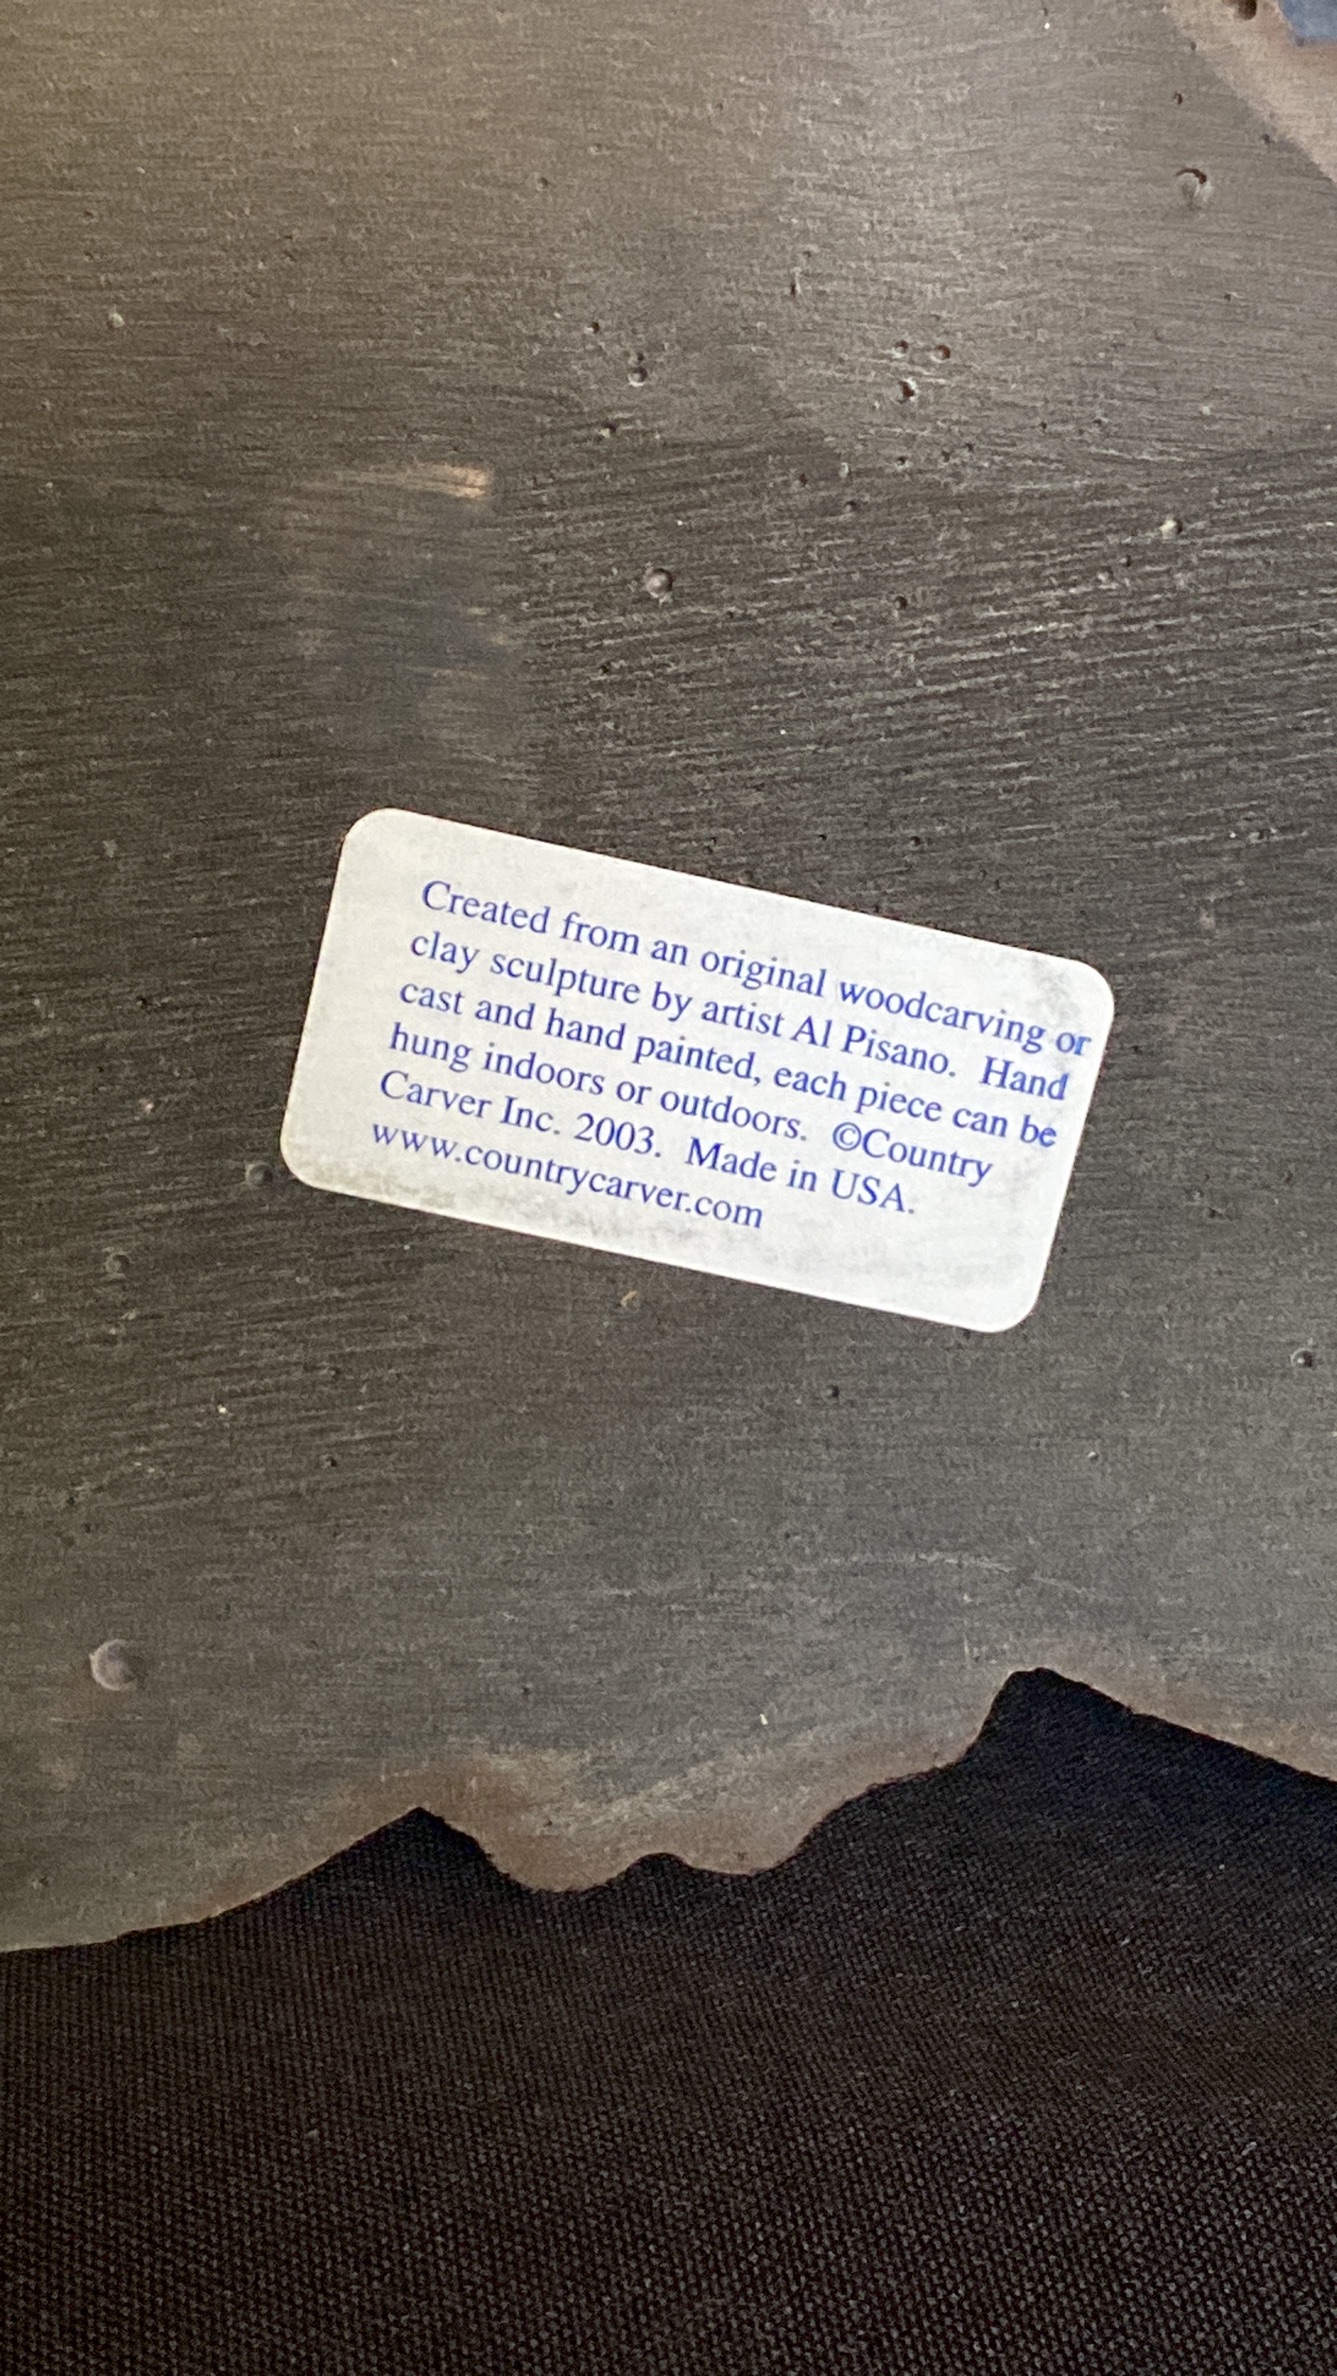 Created from an original woodcarving or
clay sculpture by artist Al Pisano.  Hand
cast and hand painted, each piece can be
hung indoors or outdoors.  ©Country
Carver Inc. 2003.  Made in USA.
www.countrycarver.com